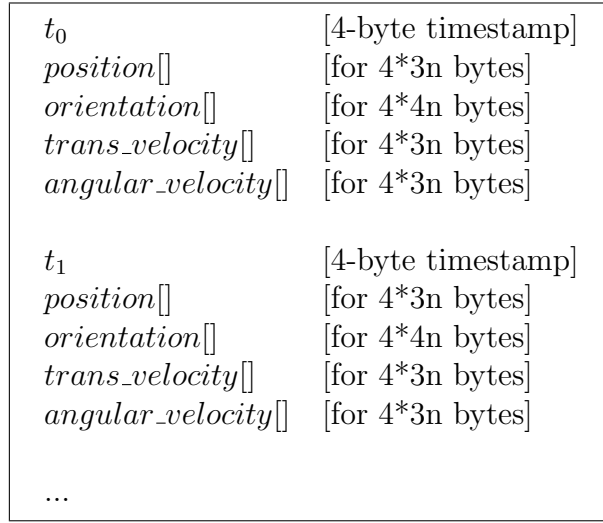 t₀ [4-byte timestamp]
position[] [for 4*3n bytes]
orientation[] [for 4*4n bytes]
trans_velocity[] [for 4*3n bytes]
angular_velocity[] [for 4*3n bytes]
t₁ [4-byte timestamp]
position[] [for 4*3n bytes]
orientation[] [for 4*4n bytes]
trans_velocity[] [for 4*3n bytes]
angular_velocity[] [for 4*3n bytes]
...